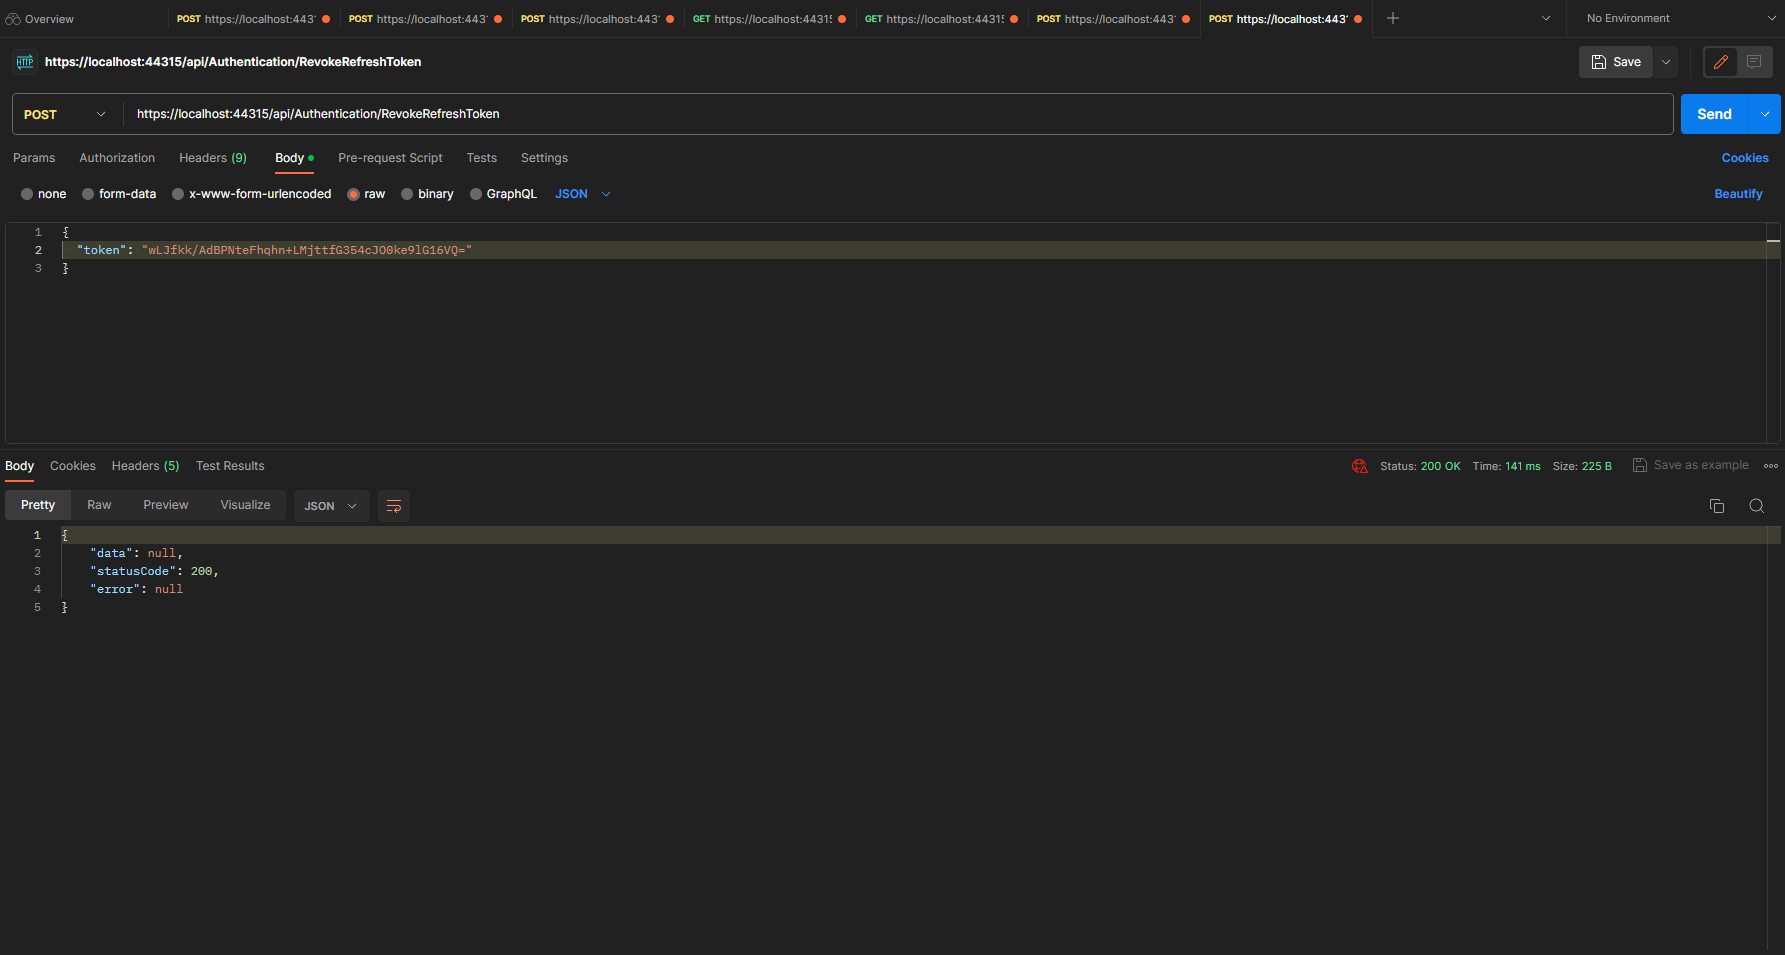 Overview POST https://localhost:443 POST https://localhost:443 POST https://localhost:443 GET https://localhost:44315 GET https://localhost:44315 POST https://localhost:443 POST https://localhost:443 No Environment
HTTP https://localhost:44315/api/Authentication/RevokeRefreshToken Save
POST https://localhost:44315/api/Authentication/RevokeRefreshToken Send
Params Authorization Headers (9) Body Pre-request Script Tests Settings Cookies
none form-data x-www-form-urlencoded raw binary GraphQL JSON Beautify
1 {
2 "token": "wLJfkk/AdBPNteFhqhn+LMjttfG354cJO0ke9lG16VQ="
3 }
Body Cookies Headers (5) Test Results Status: 200 OK Time: 141 ms Size: 225 B Save as example
Pretty Raw Preview Visualize JSON
1 {
2 "data": null,
3 "statusCode": 200,
4 "error": null
5 }